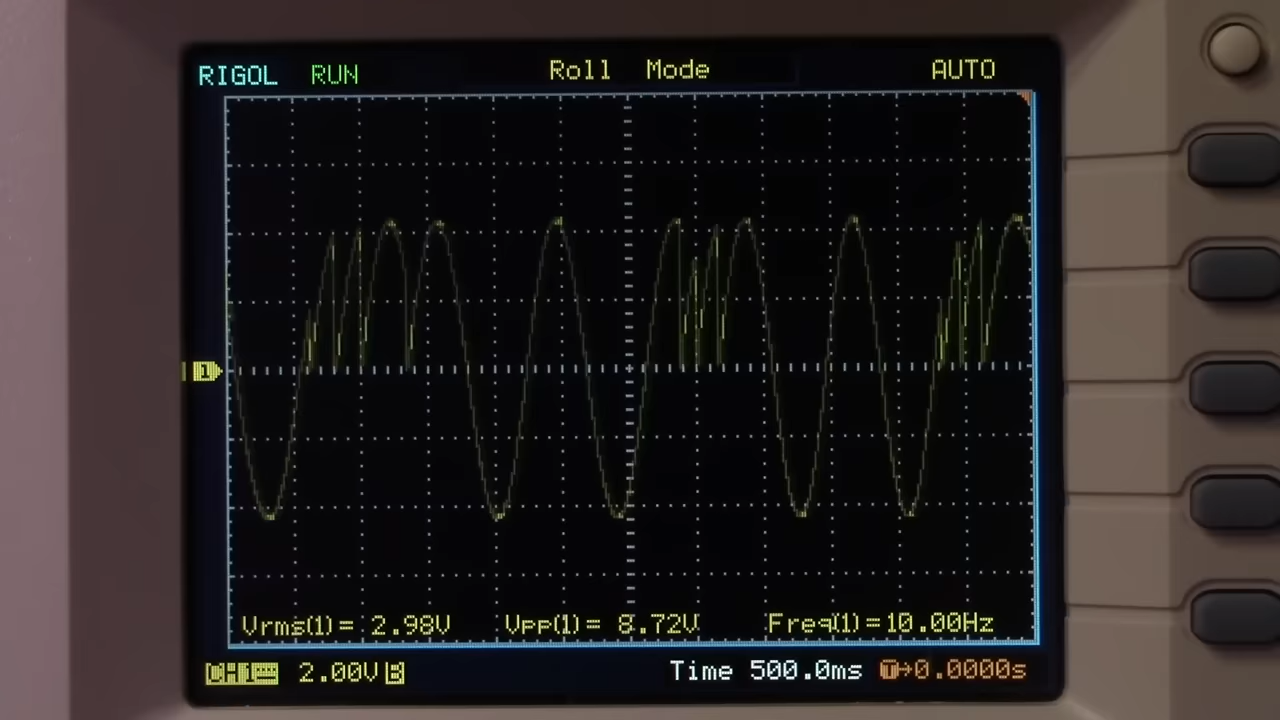 RIGOL RUN Roll Mode AUTO
1
Vrms(1)= 2.98V Vpp(1)= 8.72V Freq(1)=10.00Hz
CH1 2.00V B Time 500.0ms T→0.0000s